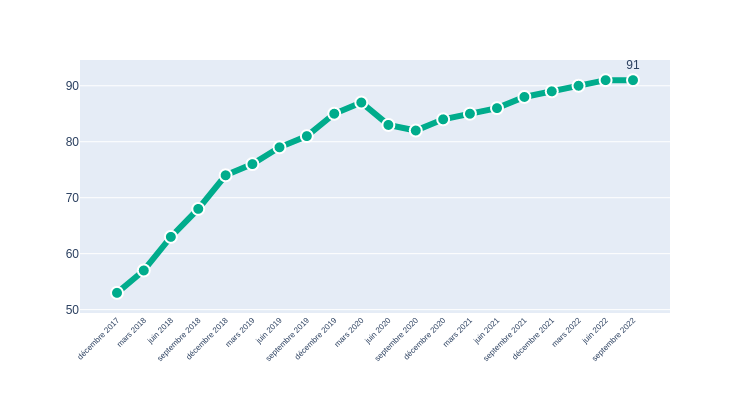 91
90
80
70
60
50
décembre 2017
mars 2018
juin 2018
septembre 2018
décembre 2018
mars 2019
juin 2019
septembre 2019
décembre 2019
mars 2020
juin 2020
septembre 2020
décembre 2020
mars 2021
juin 2021
septembre 2021
décembre 2021
mars 2022
juin 2022
septembre 2022